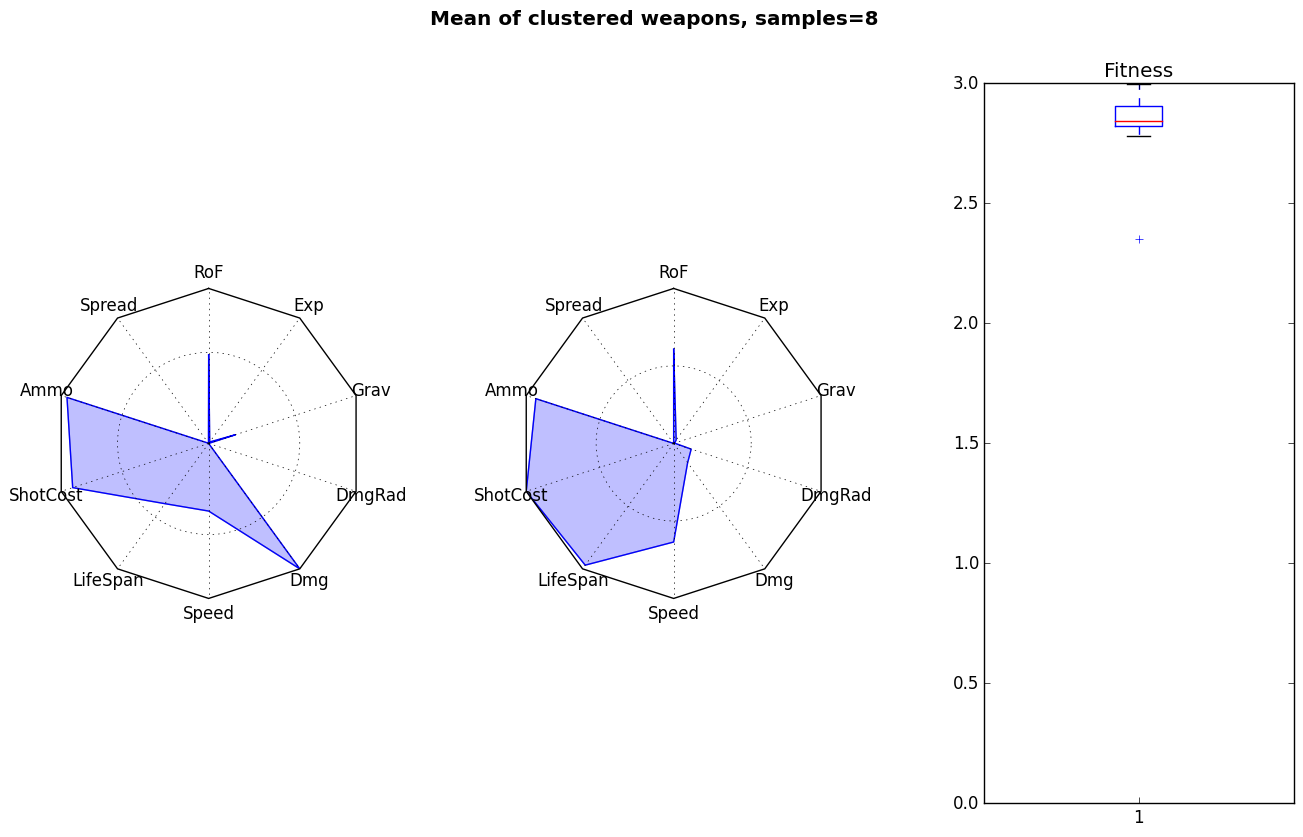 Mean of clustered weapons, samples=8
RoF
Exp
Grav
DmgRad
Dmg
Speed
LifeSpan
ShotCost
Ammo
Spread
RoF
Exp
Grav
DmgRad
Dmg
Speed
LifeSpan
ShotCost
Ammo
Spread
Fitness
3.0
2.5
2.0
1.5
1.0
0.5
0.0
1